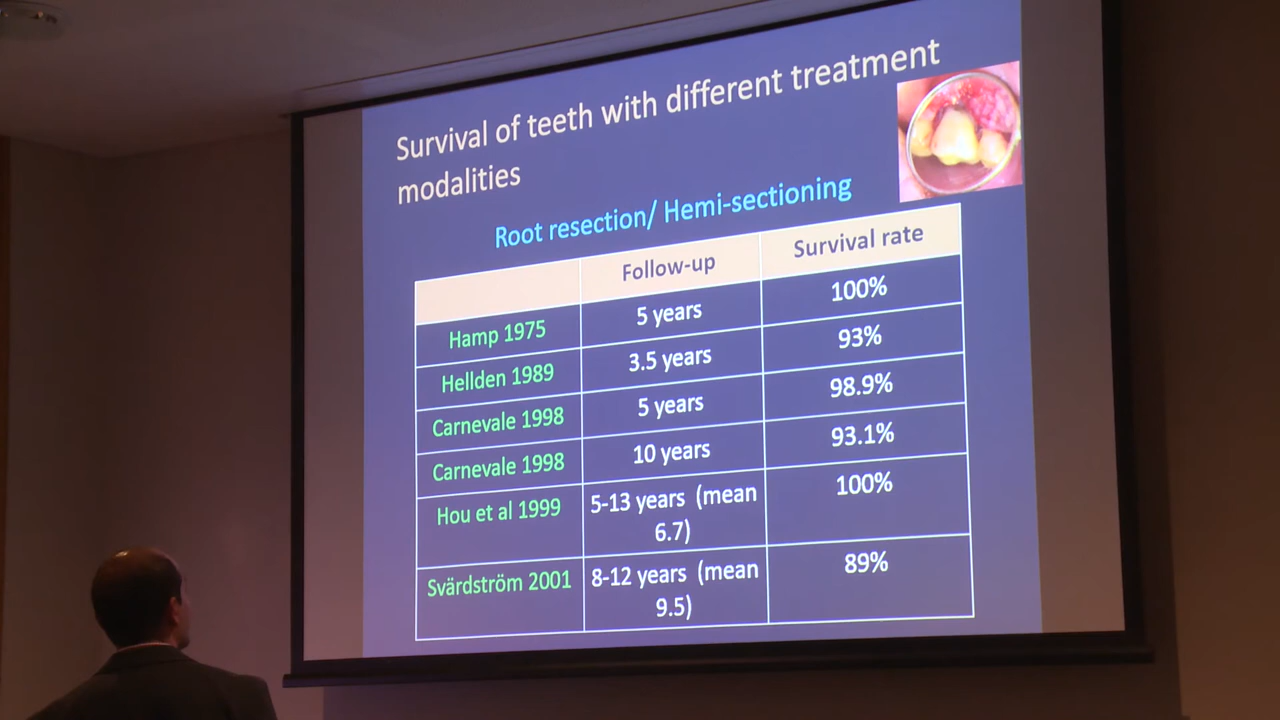 Survival of teeth with different treatment
modalities
Root resection/ Hemi-sectioning
Follow-up Survival rate
Hamp 1975 5 years 100%
Hellden 1989 3.5 years 93%
Carnevale 1998 5 years 98.9%
Carnevale 1998 10 years 93.1%
Hou et al 1999 5-13 years (mean 100%
6.7)
Svärdström 2001 8-12 years (mean 89%
9.5)